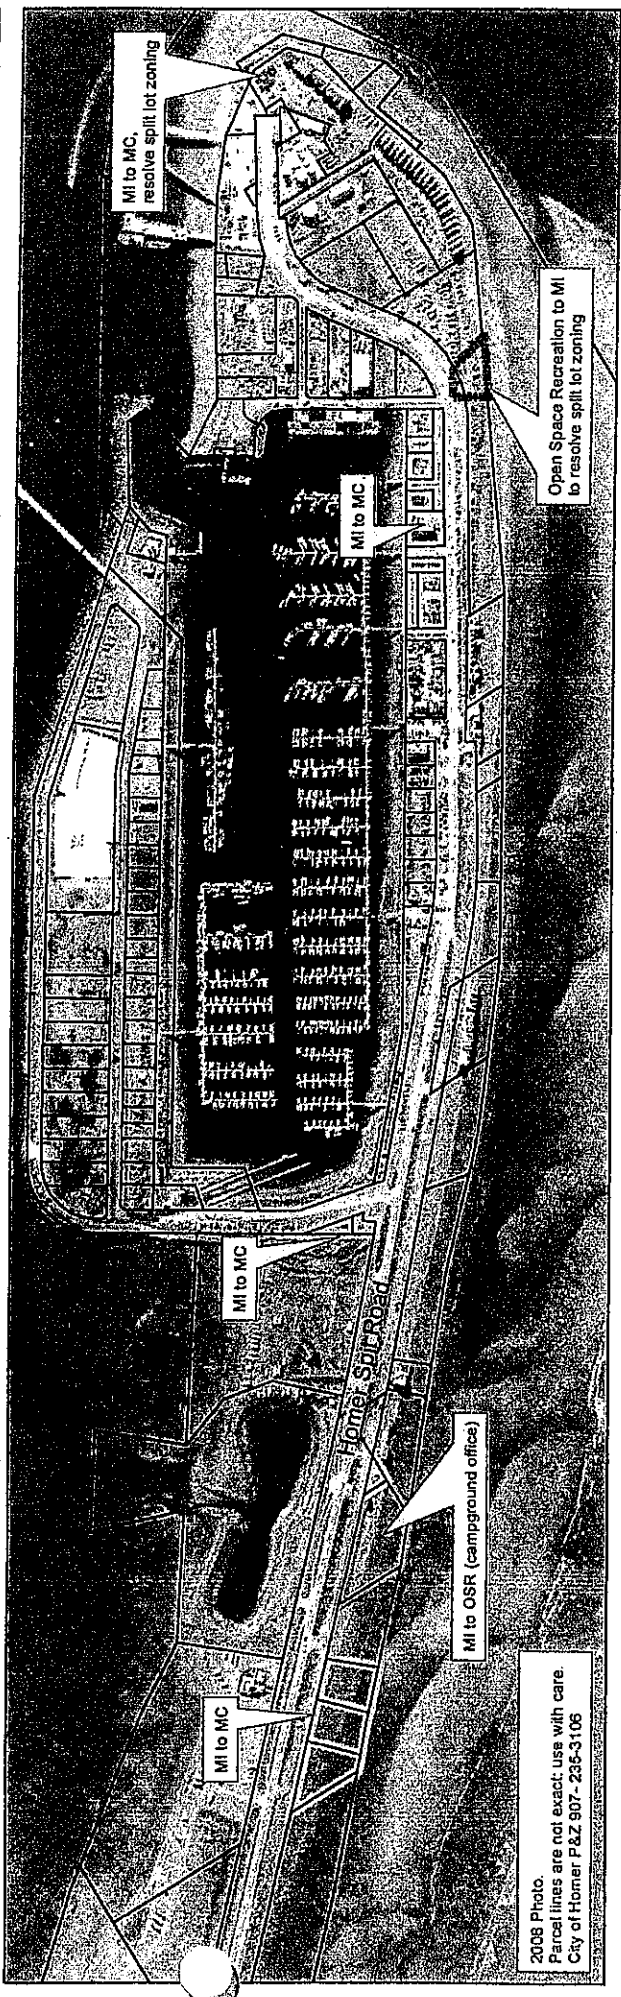 MI to MC,
resolve split lot zoning
Open Space Recreation to MI
to resolve split lot zoning
MI to MC
MI to MC
Homer Spit Road
MI to OSR (campground office)
MI to MC
2008 Photo.
Parcel lines are not exact: use with care.
City of Homer P&Z 907- 235-3106